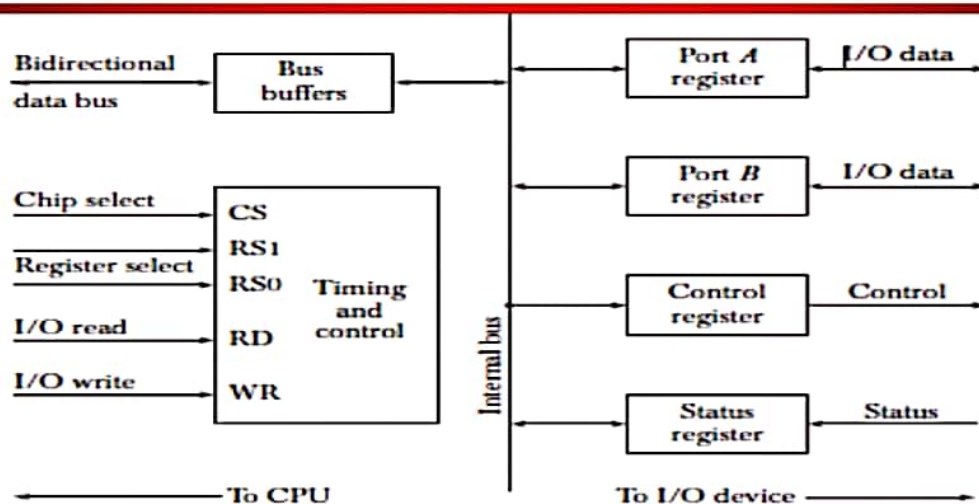 Bidirectional
data bus
Bus
buffers
Port A
register
I/O data
Port B
register
I/O data
Chip select
CS
RS1
Register select
RS0
Timing
and
control
I/O read
RD
I/O write
WR
Internal bus
Control
register
Control
Status
register
Status
To CPU
To I/O device